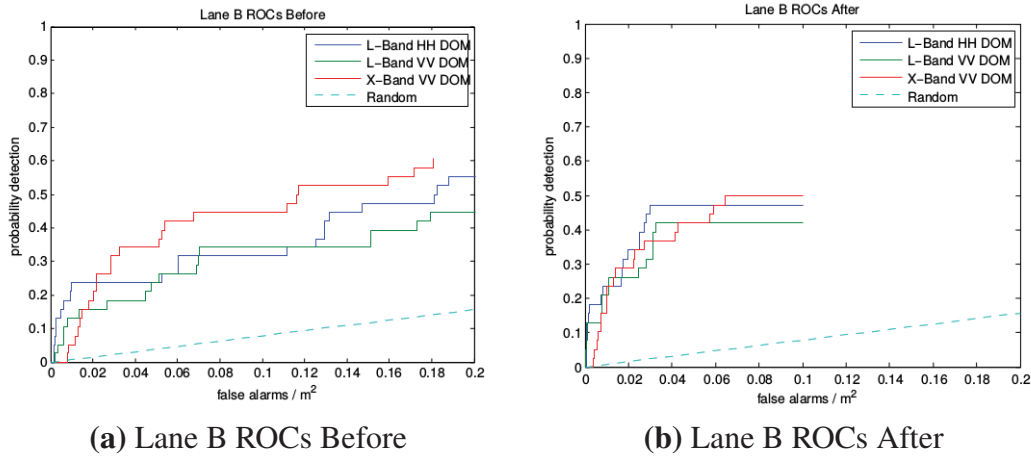 Lane B ROCs Before
L-Band HH DOM
L-Band VV DOM
X-Band VV DOM
Random
probability detection
1
0.9
0.8
0.7
0.6
0.5
0.4
0.3
0.2
0.1
0
0 0.02 0.04 0.06 0.08 0.1 0.12 0.14 0.16 0.18 0.2
false alarms / m²
(a) Lane B ROCs Before
Lane B ROCs After
L-Band HH DOM
L-Band VV DOM
X-Band VV DOM
Random
probability detection
1
0.9
0.8
0.7
0.6
0.5
0.4
0.3
0.2
0.1
0
0 0.02 0.04 0.06 0.08 0.1 0.12 0.14 0.16 0.18 0.2
false alarms / m²
(b) Lane B ROCs After